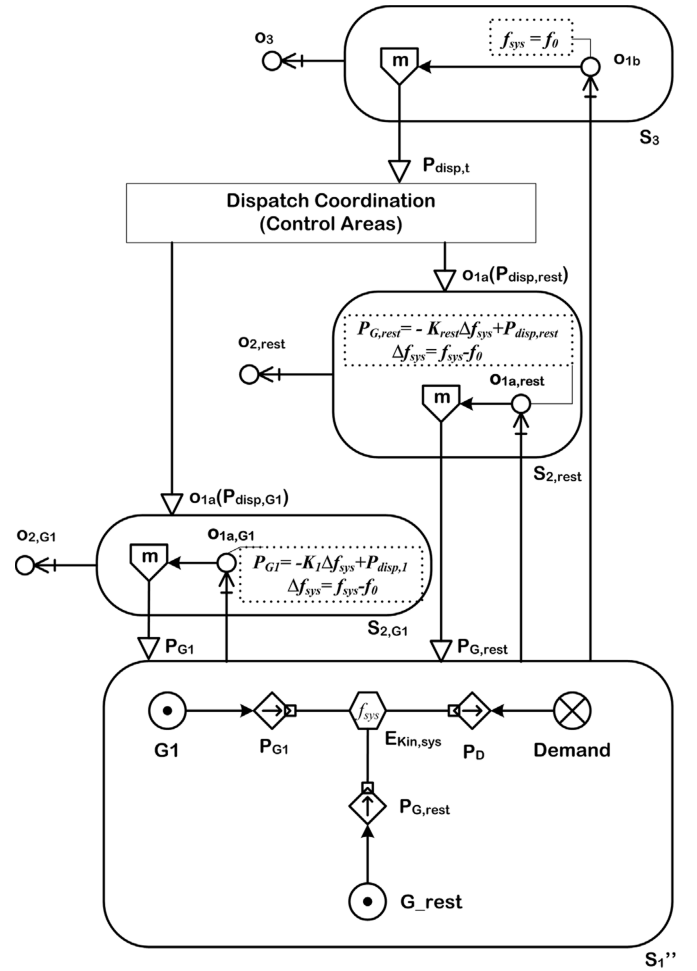 o3
m
fsys = f0
o1b
S3
Pdisp,t
Dispatch Coordination
(Control Areas)
o1a(Pdisp,rest)
PG,rest= - KrestΔfsys+Pdisp,rest
Δfsys= fsys-f0
o2,rest
m
o1a,rest
S2,rest
o1a(Pdisp,G1)
o2,G1
m
o1a,G1
PG1= -K1Δfsys+Pdisp,1
Δfsys= fsys-f0
S2,G1
PG1
PG,rest
fsys
G1
PG1
EKin,sys
PD
Demand
PG,rest
G_rest
S1’’